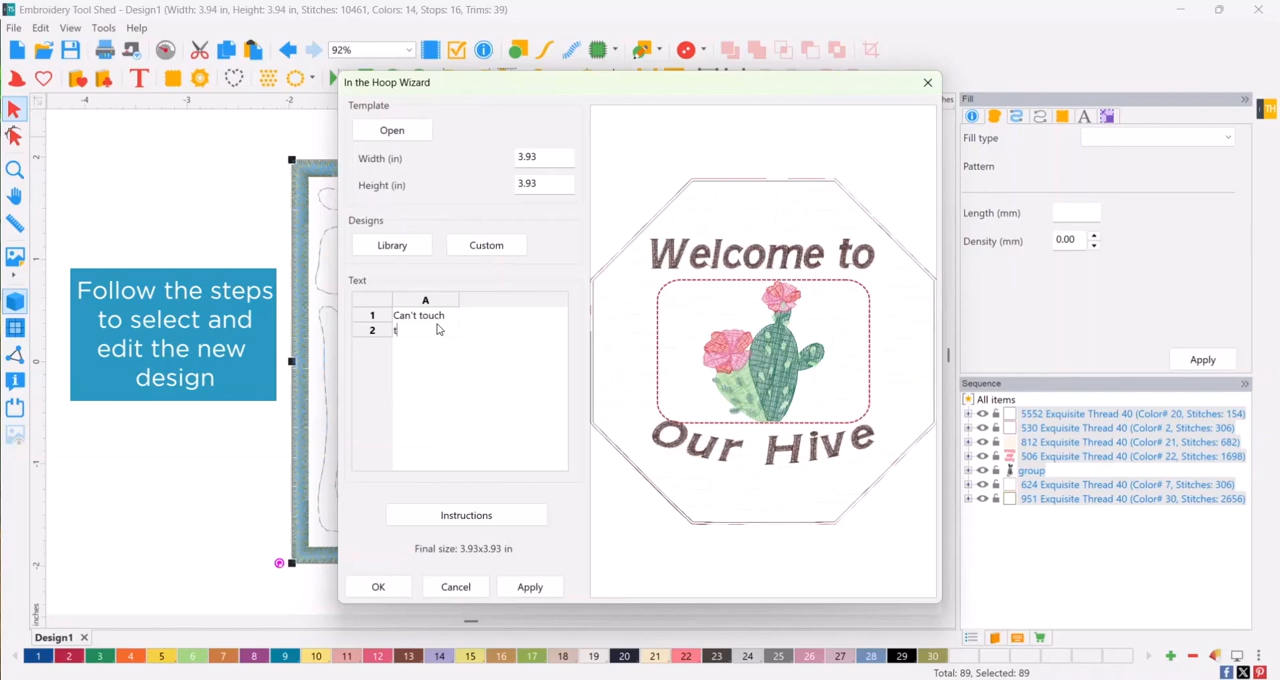 Embroidery Tool Shed - Design1 (Width: 3.94 in, Height: 3.94 in, Stitches: 10461, Colors: 14, Stops: 16, Trims: 39)
File Edit View Tools Help
92%
In the Hoop Wizard
Template
Open
Width (in) 3.93
Height (in) 3.93
Designs
Library Custom
Text
A
1 Can't touch
2 t
Instructions
Final size: 3.93x3.93 in
OK Cancel Apply
Welcome to
Our Hive
Follow the steps
to select and
edit the new
design
-4 -3 -2
2
1
0
-1
-2
inches
Fill
Fill type
Pattern
Length (mm)
Density (mm) 0.00
Apply
Sequence
All items
5552 Exquisite Thread 40 (Color# 20, Stitches: 154)
530 Exquisite Thread 40 (Color# 2, Stitches: 306)
812 Exquisite Thread 40 (Color# 21, Stitches: 682)
506 Exquisite Thread 40 (Color# 22, Stitches: 1698)
group
624 Exquisite Thread 40 (Color# 7, Stitches: 306)
951 Exquisite Thread 40 (Color# 30, Stitches: 2656)
Design1
1 2 3 4 5 6 7 8 9 10 11 12 13 14 15 16 17 18 19 20 21 22 23 24 25 26 27 28 29 30
Total: 89, Selected: 89